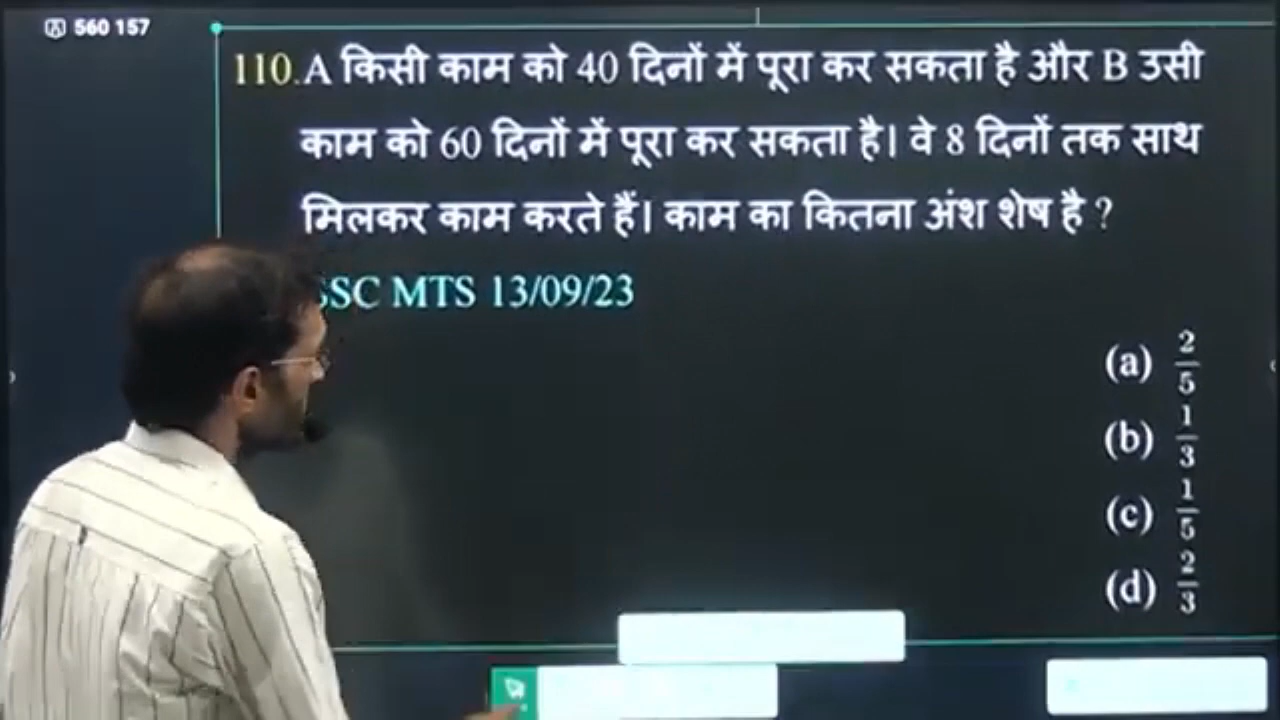 560 157
110.A किसी काम को 40 दिनों में पूरा कर सकता है और B उसी
काम को 60 दिनों में पूरा कर सकता है। वे 8 दिनों तक साथ
मिलकर काम करते हैं। काम का कितना अंश शेष है ?
SSC MTS 13/09/23
(a) 2/5
(b) 1/3
(c) 1/5
(d) 2/3